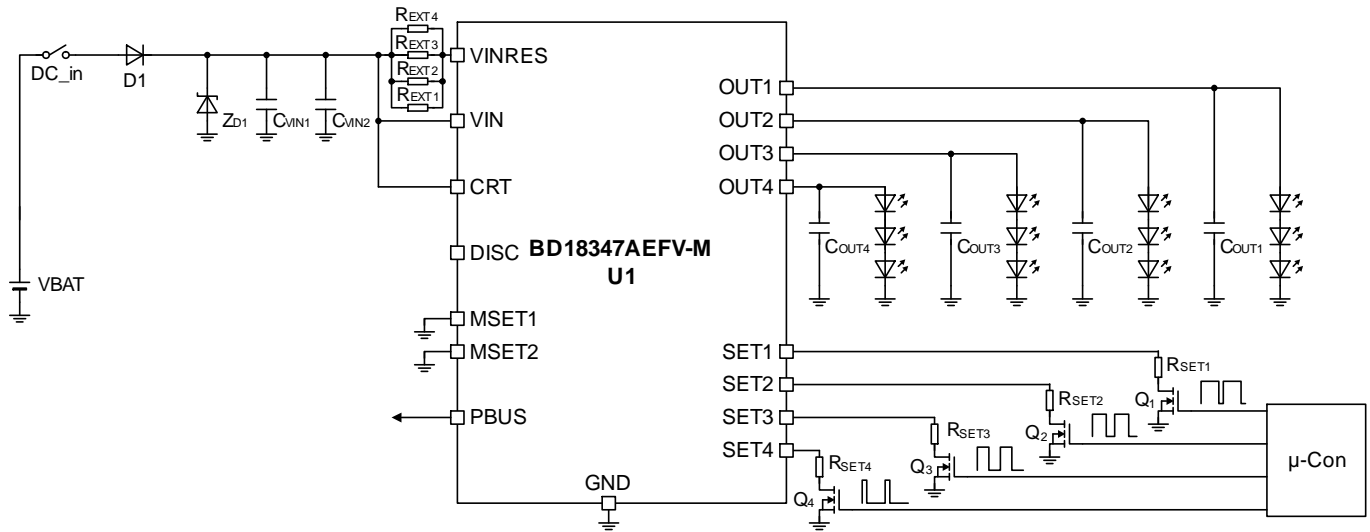 REXT4
REXT3
REXT2
REXT1
DC_in
D1
ZD1
CVIN1
CVIN2
VBAT
VINRES
VIN
CRT
DISC
MSET1
MSET2
PBUS
GND
BD18347AEFV-M
U1
OUT1
OUT2
OUT3
OUT4
COUT4
COUT3
COUT2
COUT1
SET1
SET2
SET3
SET4
RSET1
Q1
RSET2
Q2
RSET3
Q3
RSET4
Q4
µ-Con